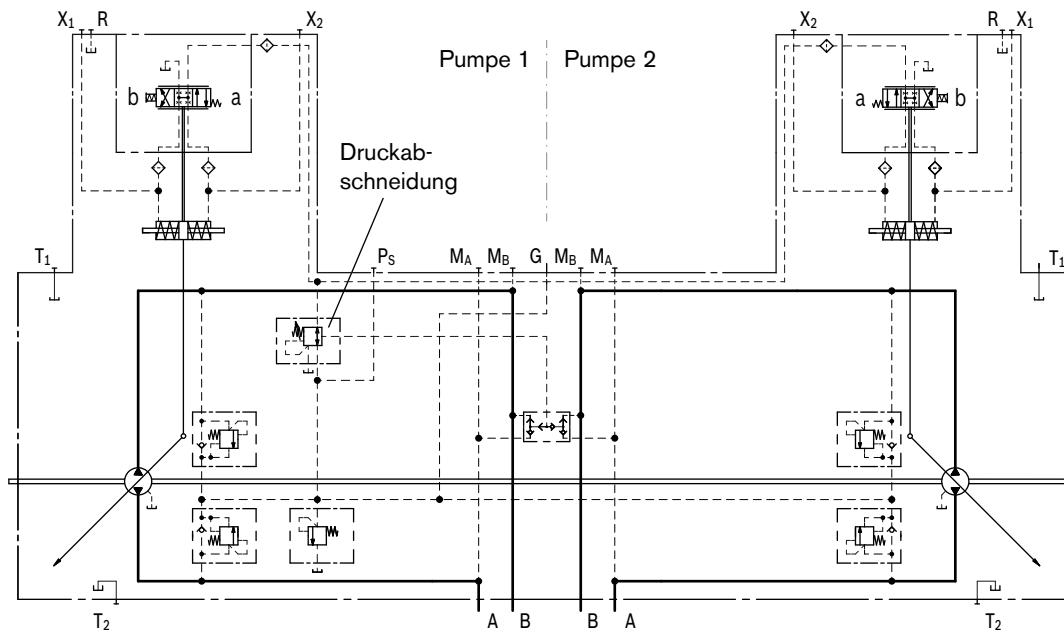 X1 R X2 X2 R X1
Pumpe 1 Pumpe 2
b a a b
Druckab-
schneidung
T1 PS MA MB G MB MA T1
T2 A B B A T2